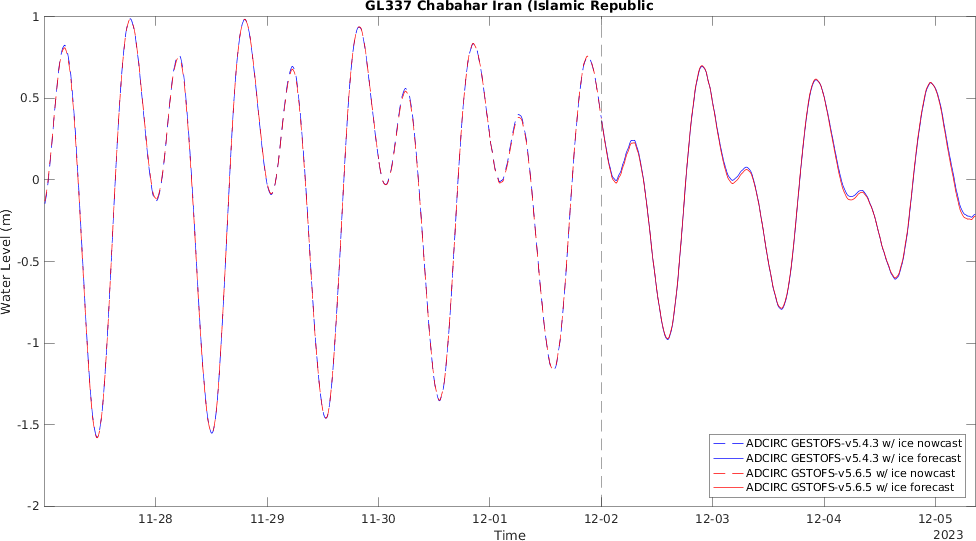 GL337 Chabahar Iran (Islamic Republic
1
0.5
0
-0.5
-1
-1.5
-2
Water Level (m)
11-28
11-29
11-30
12-01
12-02
12-03
12-04
12-05
Time
2023
ADCIRC GESTOFS-v5.4.3 w/ ice nowcast
ADCIRC GESTOFS-v5.4.3 w/ ice forecast
ADCIRC GSTOFS-v5.6.5 w/ ice nowcast
ADCIRC GSTOFS-v5.6.5 w/ ice forecast